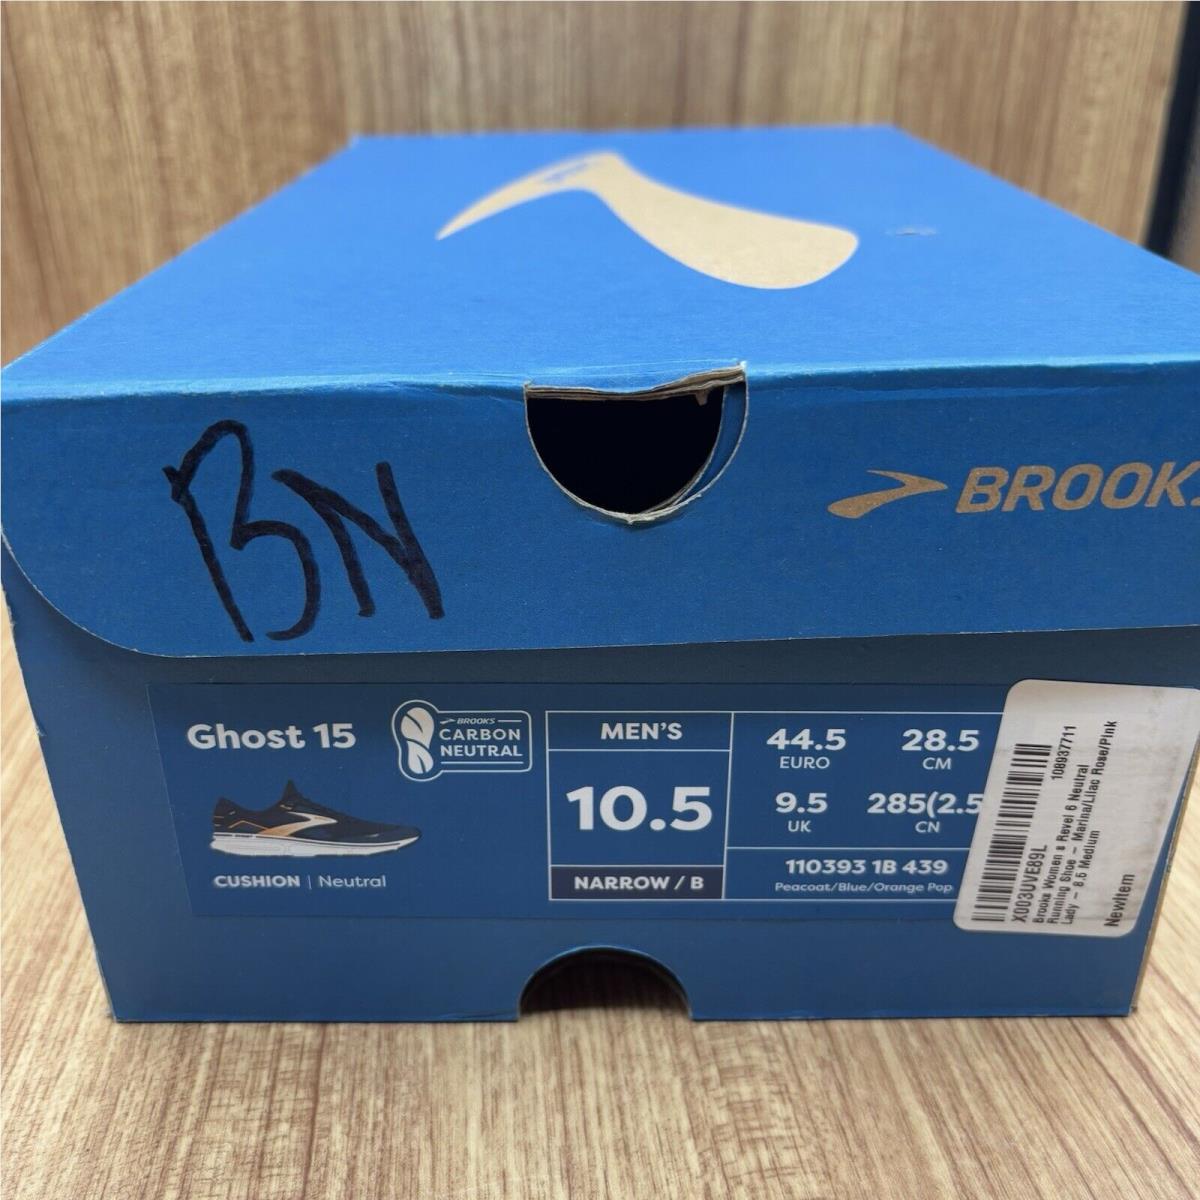 BN
BROOKS
Ghost 15
BROOKS
CARBON
NEUTRAL
CUSHION | Neutral
MEN'S
10.5
NARROW / B
44.5
EURO
28.5
CM
9.5
UK
285(2.5
CN
110393 1B 439
Peacoat/Blue/Orange Pop
108937711
X003UVE89L
Brooks Women s Revel 6 Neutral
Running Shoe - Marina/Lilac Rose/Pink
Lady - 8.5 Medium
NewItem